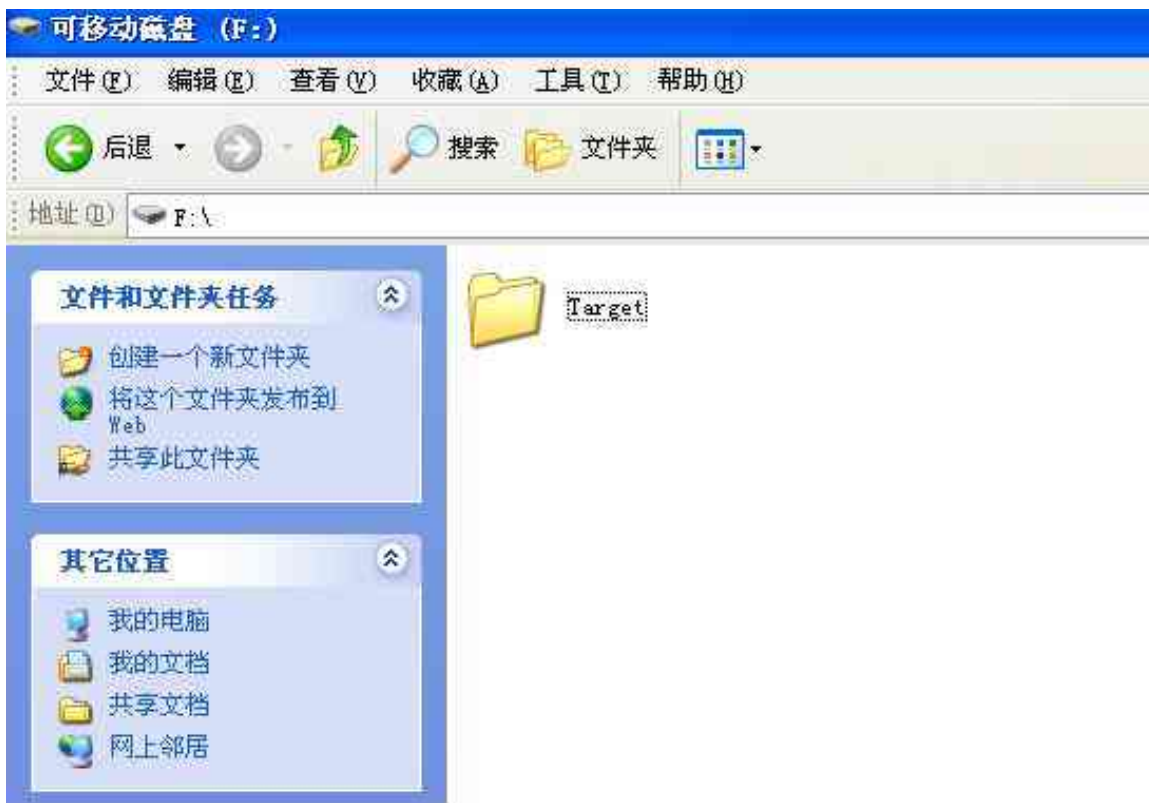 可移动磁盘 (F:)
文件(F) 编辑(E) 查看(V) 收藏(A) 工具(T) 帮助(H)
后退 搜索 文件夹
地址(D) F:\
文件和文件夹任务
创建一个新文件夹
将这个文件夹发布到
Web
共享此文件夹
Target
其它位置
我的电脑
我的文档
共享文档
网上邻居